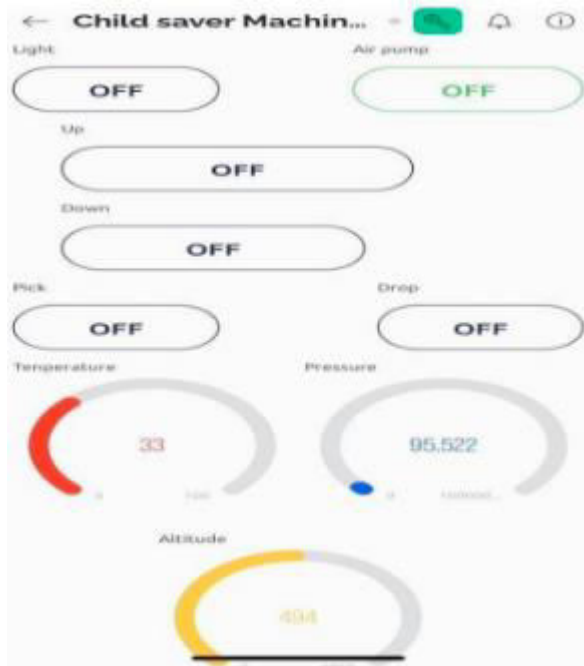 Child saver Machin...
Light Air pump
OFF OFF
Up
OFF
Down
OFF
Pick Drop
OFF OFF
Temperature Pressure
33 95,522
0 100 0
Altitude
494